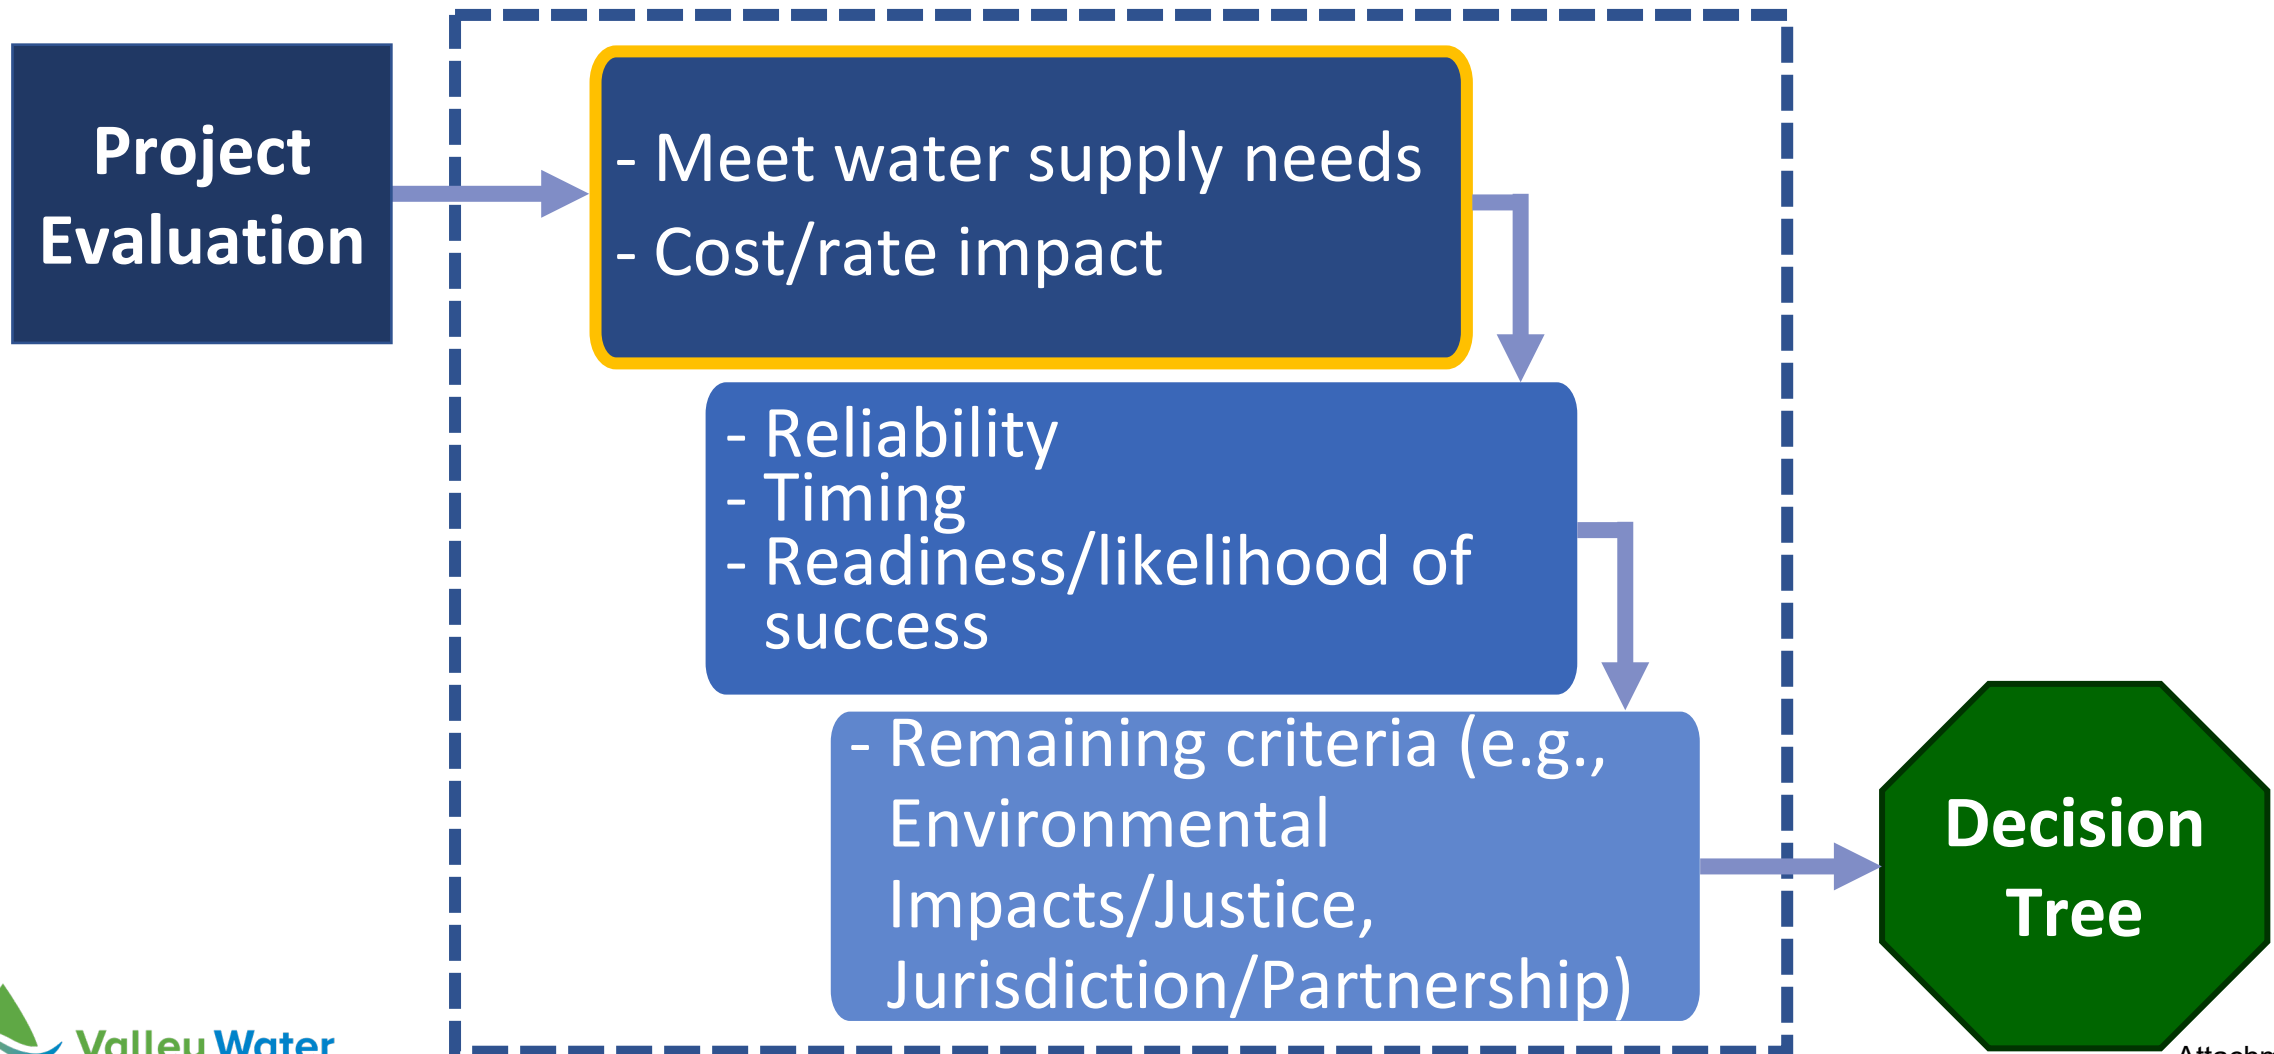 Project
Evaluation
- Meet water supply needs
- Cost/rate impact
- Reliability
- Timing
- Readiness/likelihood of
success
- Remaining criteria (e.g.,
Environmental
Impacts/Justice,
Jurisdiction/Partnership)
Decision
Tree
Valley Water